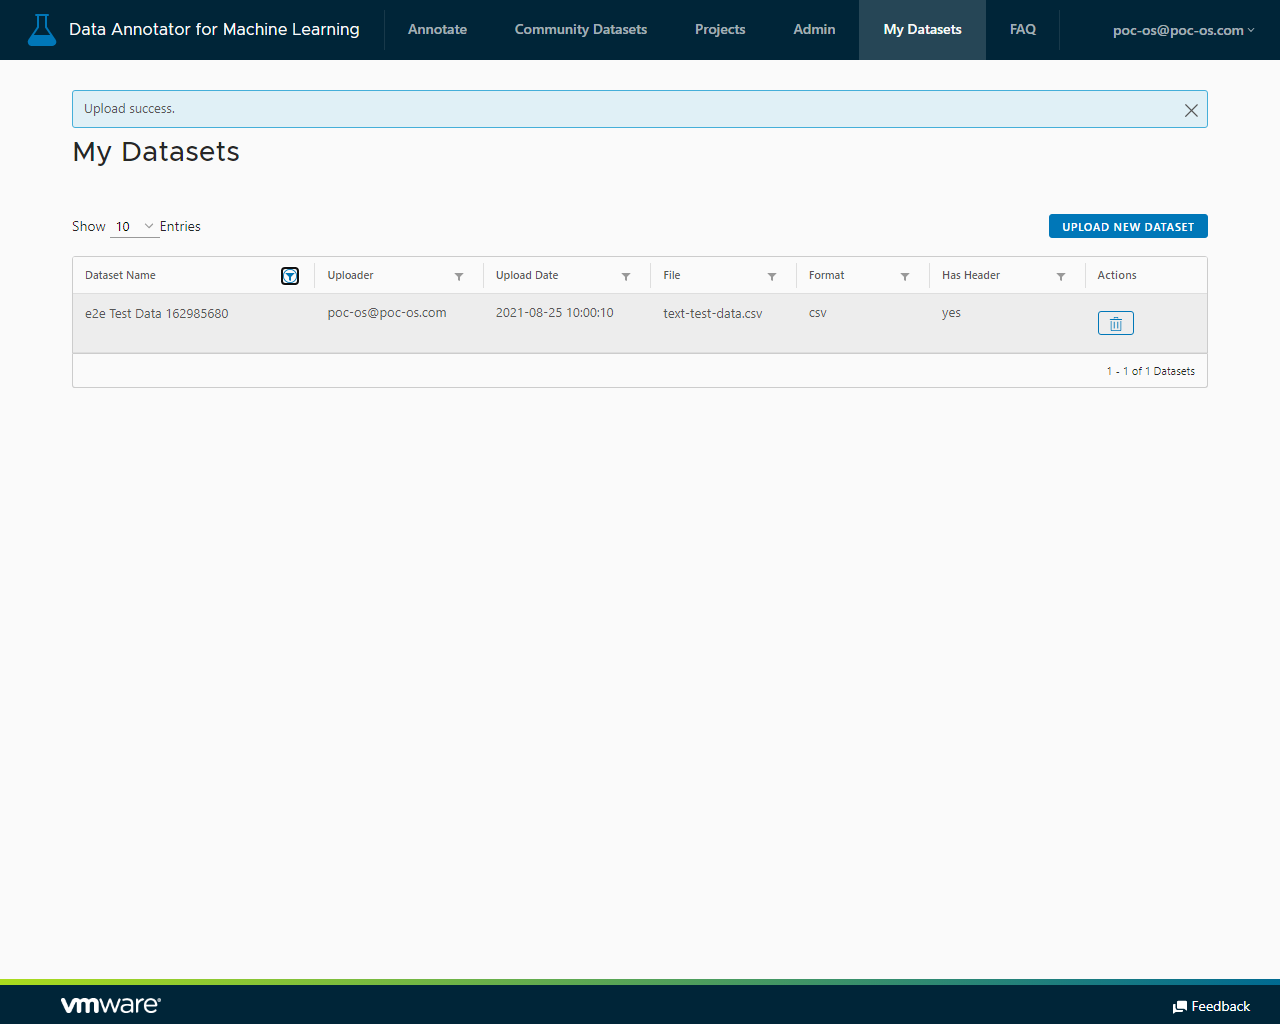 Data Annotator for Machine Learning
Annotate
Community Datasets
Projects
Admin
My Datasets
FAQ
poc-os@poc-os.com
Upload success.
My Datasets
Show 10 Entries
UPLOAD NEW DATASET
Dataset Name Uploader Upload Date File Format Has Header Actions
e2e Test Data 162985680 poc-os@poc-os.com 2021-08-25 10:00:10 text-test-data.csv csv yes
1 - 1 of 1 Datasets
vmware®
Feedback